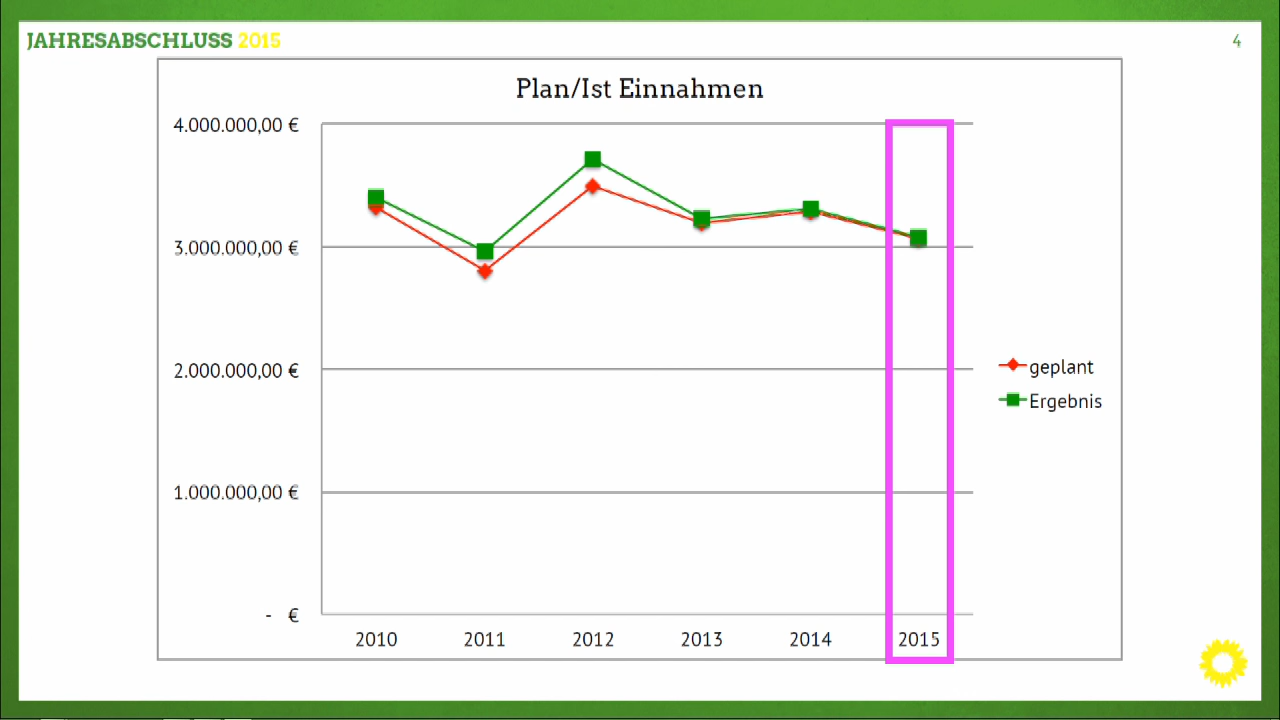 JAHRESABSCHLUSS 2015
4
Plan/Ist Einnahmen
4.000.000,00 €
3.000.000,00 €
2.000.000,00 €
1.000.000,00 €
- €
2010 2011 2012 2013 2014 2015
geplant
Ergebnis